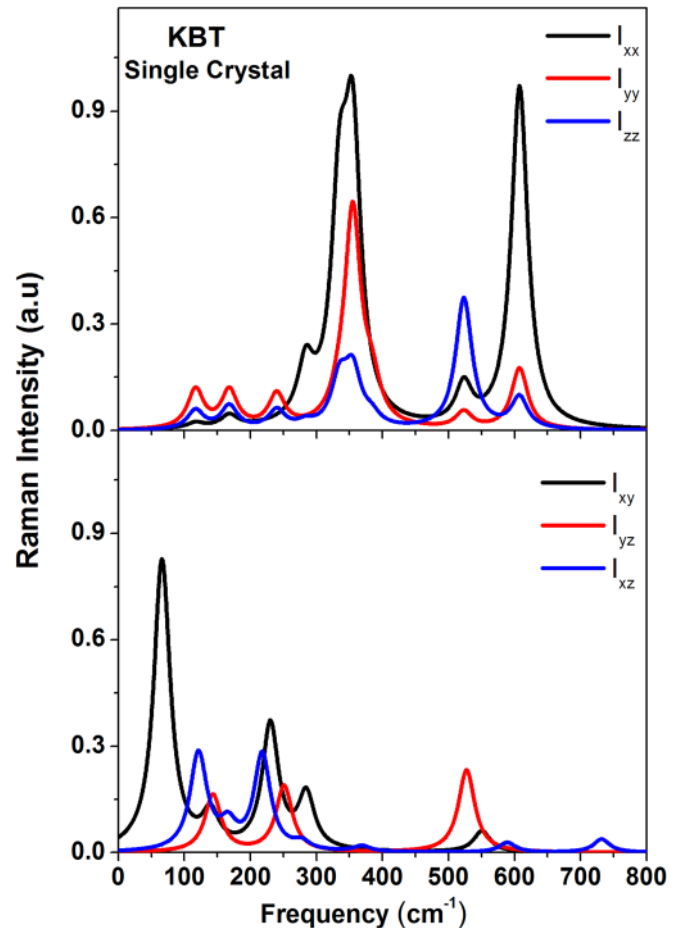 KBT
Single Crystal
I_xx
I_yy
I_zz
0.9
0.6
0.3
0.0
I_xy
I_yz
I_xz
0.9
0.6
0.3
0.0
0 100 200 300 400 500 600 700 800
Raman Intensity (a.u)
Frequency (cm⁻¹)